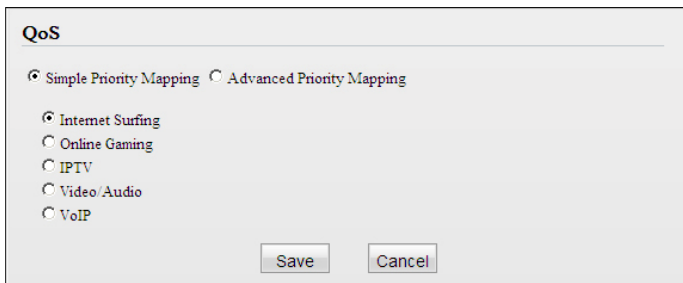 QoS
Simple Priority Mapping Advanced Priority Mapping
Internet Surfing
Online Gaming
IPTV
Video/Audio
VoIP
Save Cancel